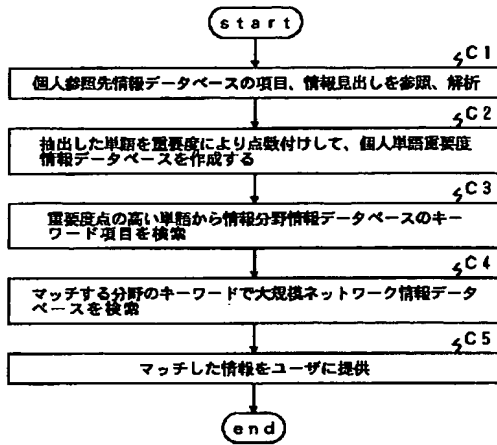 start
C1
個人参照先情報データベースの項目、情報見出しを参照、解析
C2
抽出した単語を重要度により点数付けして、個人単語重要度
情報データベースを作成する
C3
重要度点の高い単語から情報分野情報データベースのキー
ワード項目を検索
C4
マッチする分野のキーワードで大規模ネットワーク情報データ
ベースを検索
C5
マッチした情報をユーザに提供
end